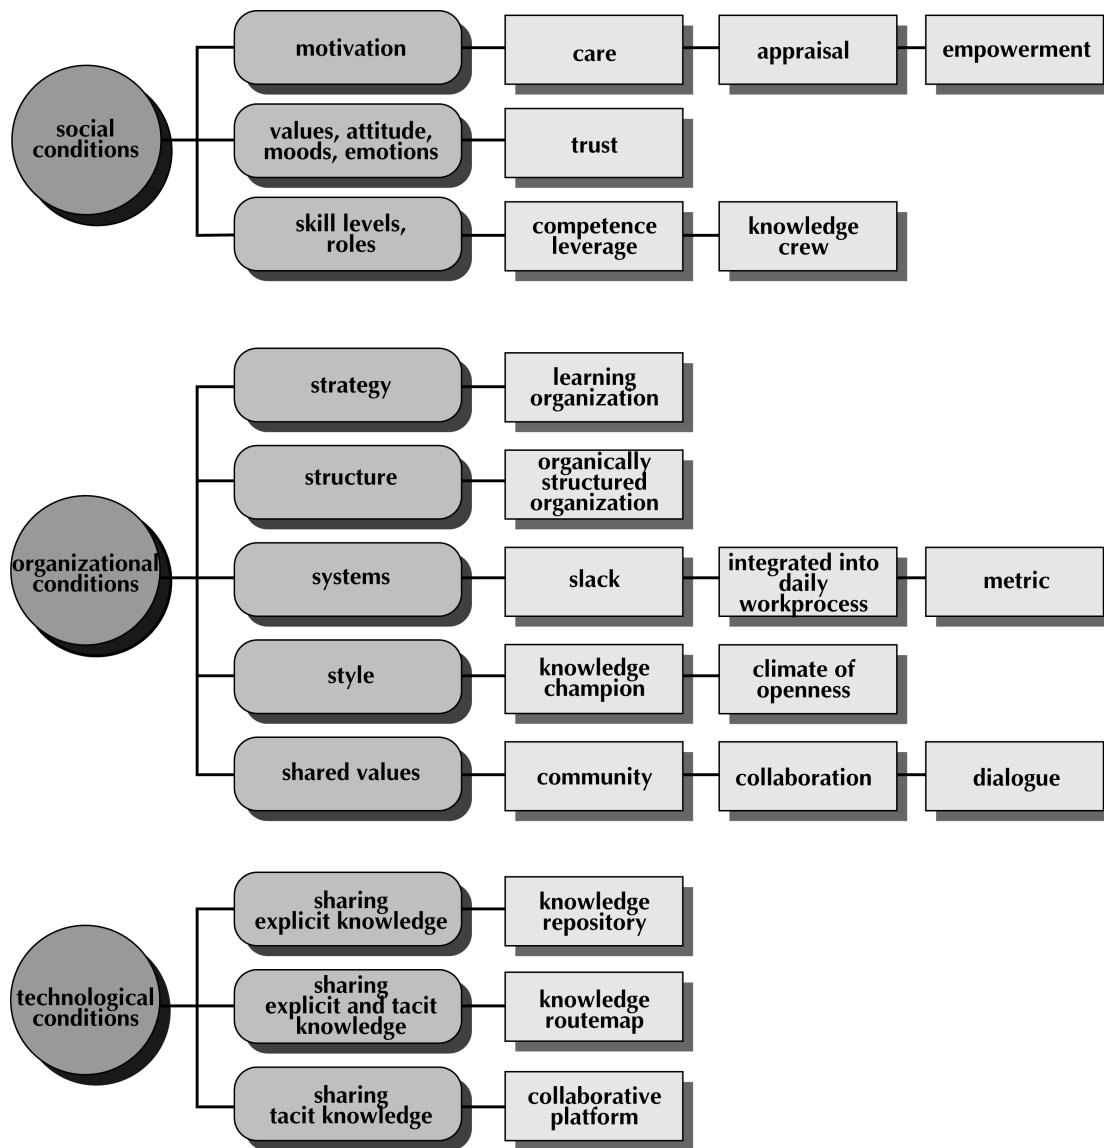 motivation
care
appraisal
empowerment
social
conditions
values, attitude,
moods, emotions
trust
skill levels,
roles
competence
leverage
knowledge
crew
strategy
learning
organization
structure
organically
structured
organization
organizational
conditions
systems
slack
integrated into
daily
workprocess
metric
style
knowledge
champion
climate of
openness
shared values
community
collaboration
dialogue
sharing
explicit knowledge
knowledge
repository
technological
conditions
sharing
explicit and tacit
knowledge
knowledge
routemap
sharing
tacit knowledge
collaborative
platform